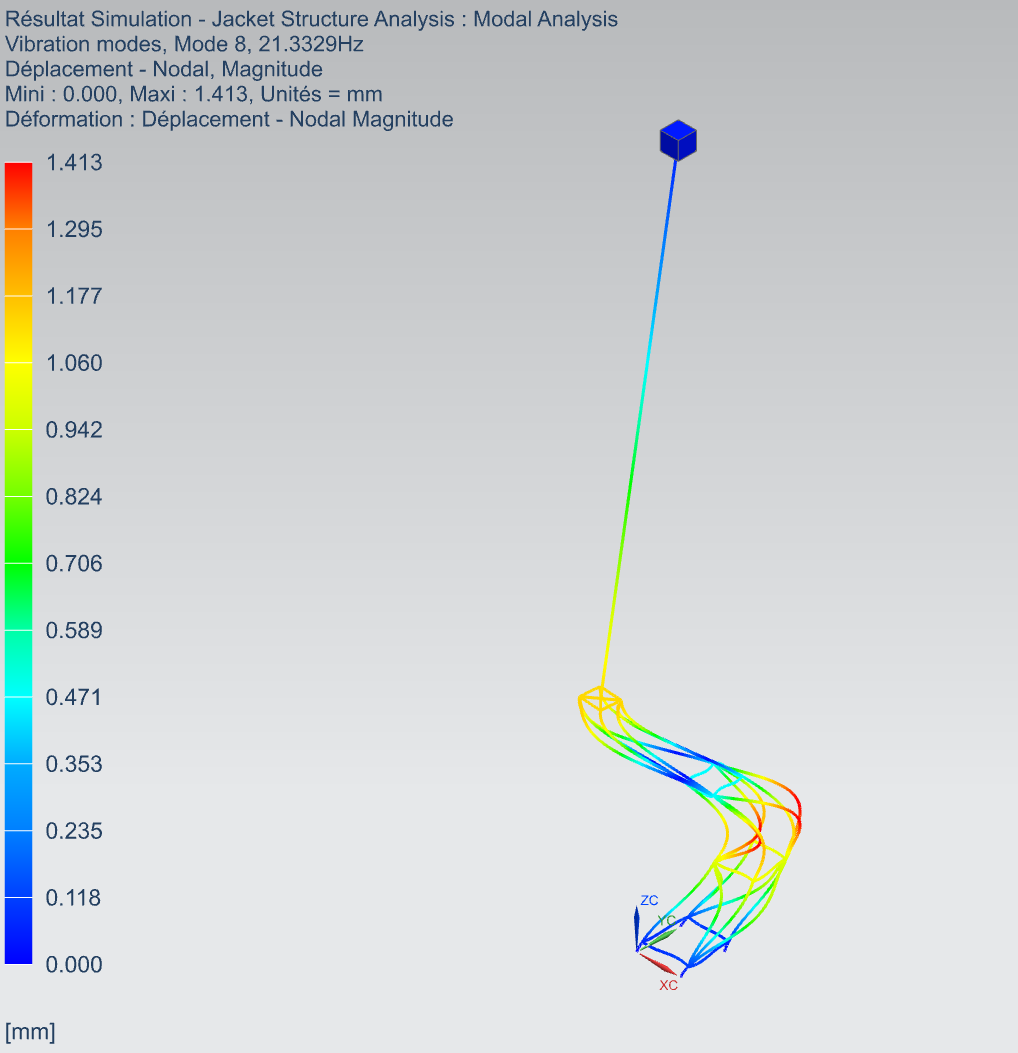 Résultat Simulation - Jacket Structure Analysis : Modal Analysis
Vibration modes, Mode 8, 21.3329Hz
Déplacement - Nodal, Magnitude
Mini : 0.000, Maxi : 1.413, Unités = mm
Déformation : Déplacement - Nodal Magnitude
1.413
1.295
1.177
1.060
0.942
0.824
0.706
0.589
0.471
0.353
0.235
0.118
0.000
[mm]
ZC
YC
XC